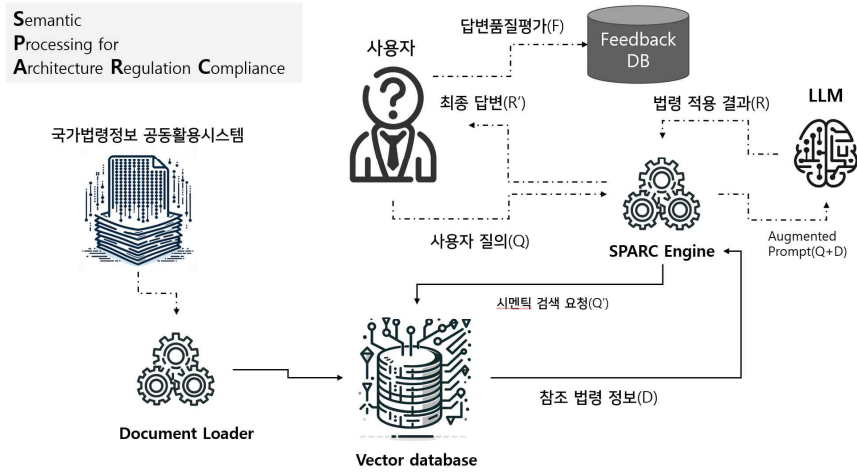 Semantic
Processing for
Architecture Regulation Compliance
사용자
답변품질평가(F)
Feedback
DB
최종 답변(R’)
법령 적용 결과(R)
LLM
국가법령정보 공동활용시스템
사용자 질의(Q)
SPARC Engine
Augmented
Prompt(Q+D)
시멘틱 검색 요청(Q’)
참조 법령 정보(D)
Document Loader
Vector database